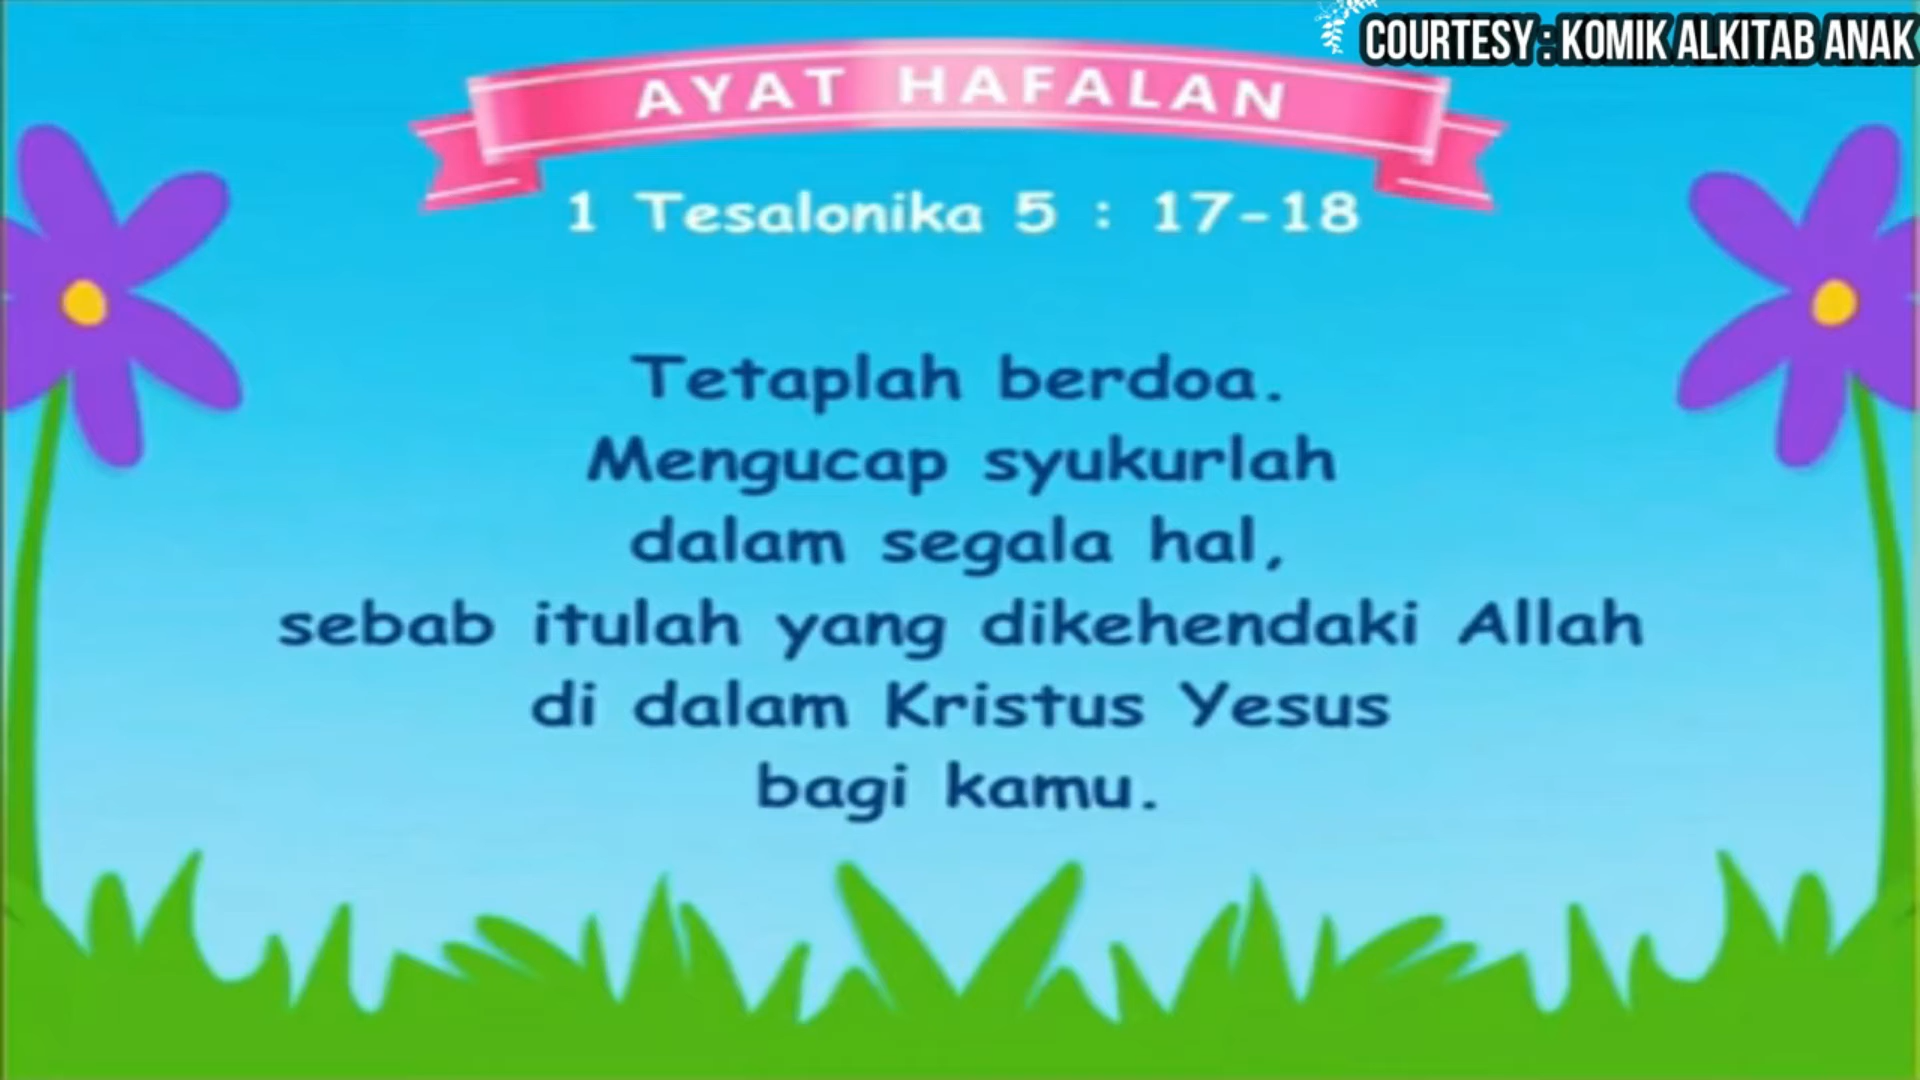 COURTESY : KOMIK ALKITAB ANAK
AYAT HAFALAN
1 Tesalonika 5 : 17-18
Tetaplah berdoa.
Mengucap syukurlah
dalam segala hal,
sebab itulah yang dikehendaki Allah
di dalam Kristus Yesus
bagi kamu.